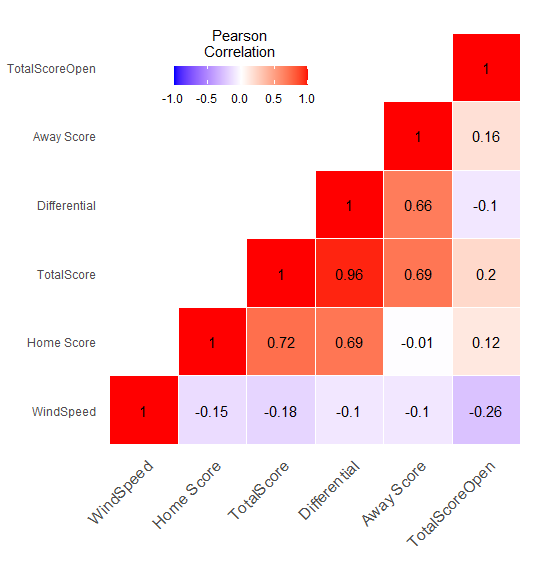 Pearson
Correlation
-1.0 -0.5 0.0 0.5 1.0
TotalScoreOpen 1
Away Score 1 0.16
Differential 1 0.66 -0.1
TotalScore 1 0.96 0.69 0.2
Home Score 1 0.72 0.69 -0.01 0.12
WindSpeed 1 -0.15 -0.18 -0.1 -0.1 -0.26
WindSpeed Home Score TotalScore Differential Away Score TotalScoreOpen